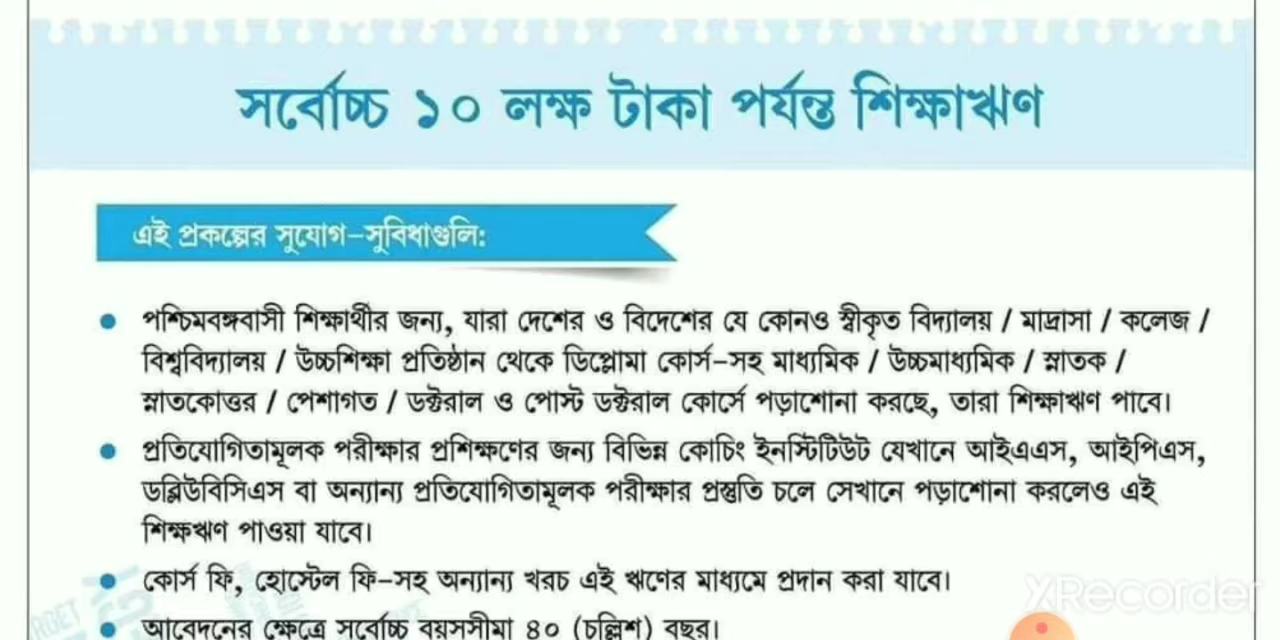 সর্বোচ্চ ১০ লক্ষ টাকা পর্যন্ত শিক্ষাঋণ
এই প্রকল্পের সুযোগ-সুবিধাগুলি:
• পশ্চিমবঙ্গবাসী শিক্ষার্থীর জন্য, যারা দেশের ও বিদেশের যে কোনও স্বীকৃত বিদ্যালয় / মাদ্রাসা / কলেজ /
বিশ্ববিদ্যালয় / উচ্চশিক্ষা প্রতিষ্ঠান থেকে ডিপ্লোমা কোর্স-সহ মাধ্যমিক / উচ্চমাধ্যমিক / স্নাতক /
স্নাতকোত্তর / পেশাগত / ডক্টরাল ও পোস্ট ডক্টরাল কোর্সে পড়াশোনা করছে, তারা শিক্ষাঋণ পাবে।
• প্রতিযোগিতামূলক পরীক্ষার প্রশিক্ষণের জন্য বিভিন্ন কোচিং ইনস্টিটিউট যেখানে আইএএস, আইপিএস,
ডব্লিউবিসিএস বা অন্যান্য প্রতিযোগিতামূলক পরীক্ষার প্রস্তুতি চলে সেখানে পড়াশোনা করলেও এই
শিক্ষঋণ পাওয়া যাবে।
• কোর্স ফি, হোস্টেল ফি-সহ অন্যান্য খরচ এই ঋণের মাধ্যমে প্রদান করা যাবে।
XRecorder
• আবেদনের ক্ষেত্রে সর্বোচ্চ বয়সসীমা ৪০ (চল্লিশ) বছর।